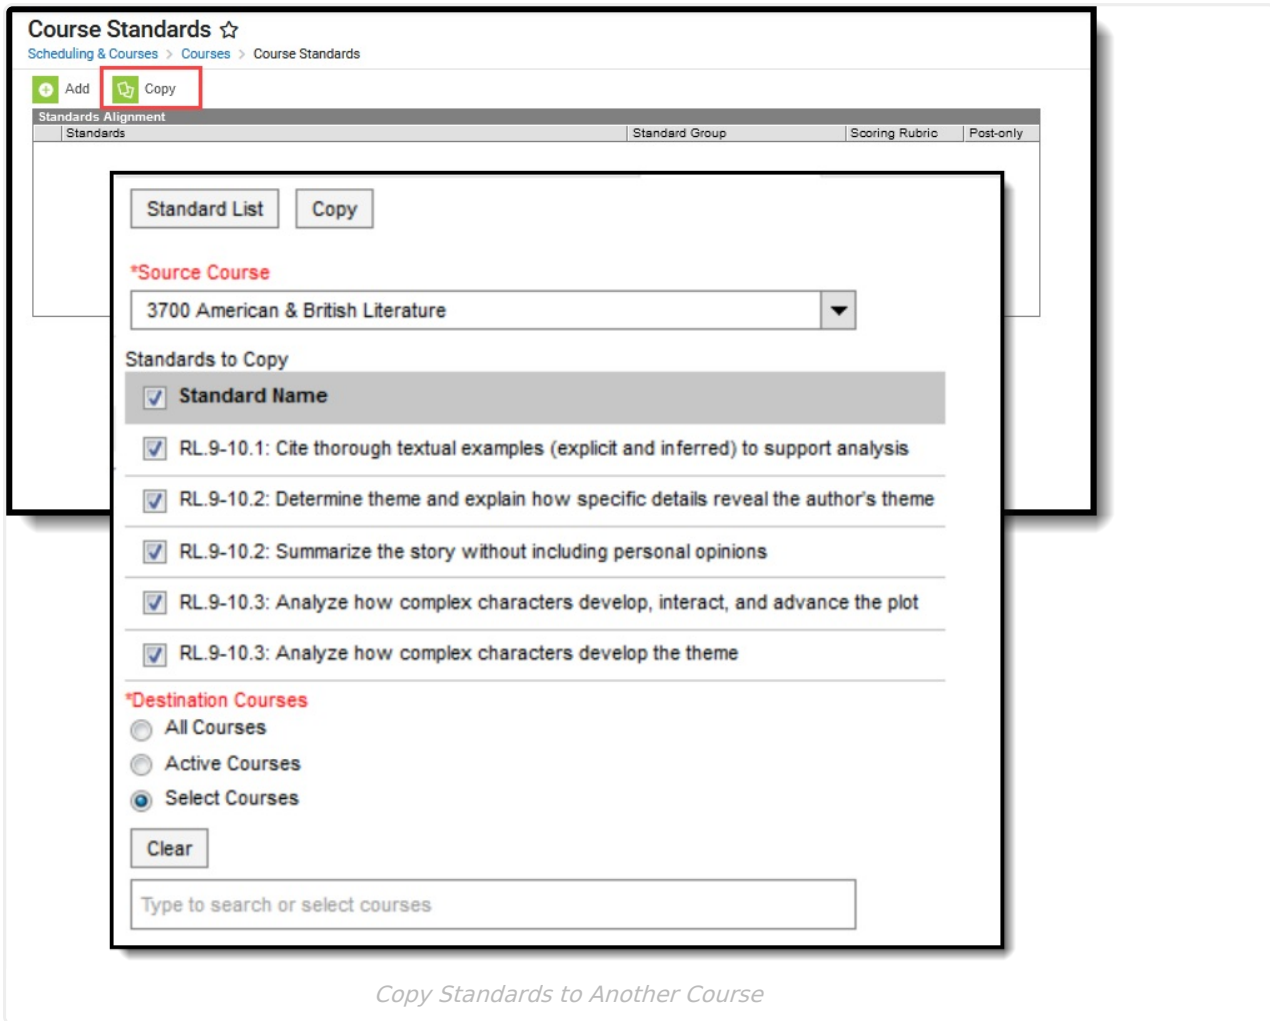 Course Standards
Scheduling & Courses > Courses > Course Standards
Add Copy
Standards Alignment
Standards Standard Group Scoring Rubric Post-only
Standard List Copy
*Source Course
3700 American & British Literature
Standards to Copy
Standard Name
RL.9-10.1: Cite thorough textual examples (explicit and inferred) to support analysis
RL.9-10.2: Determine theme and explain how specific details reveal the author's theme
RL.9-10.2: Summarize the story without including personal opinions
RL.9-10.3: Analyze how complex characters develop, interact, and advance the plot
RL.9-10.3: Analyze how complex characters develop the theme
*Destination Courses
All Courses
Active Courses
Select Courses
Clear
Type to search or select courses
Copy Standards to Another Course